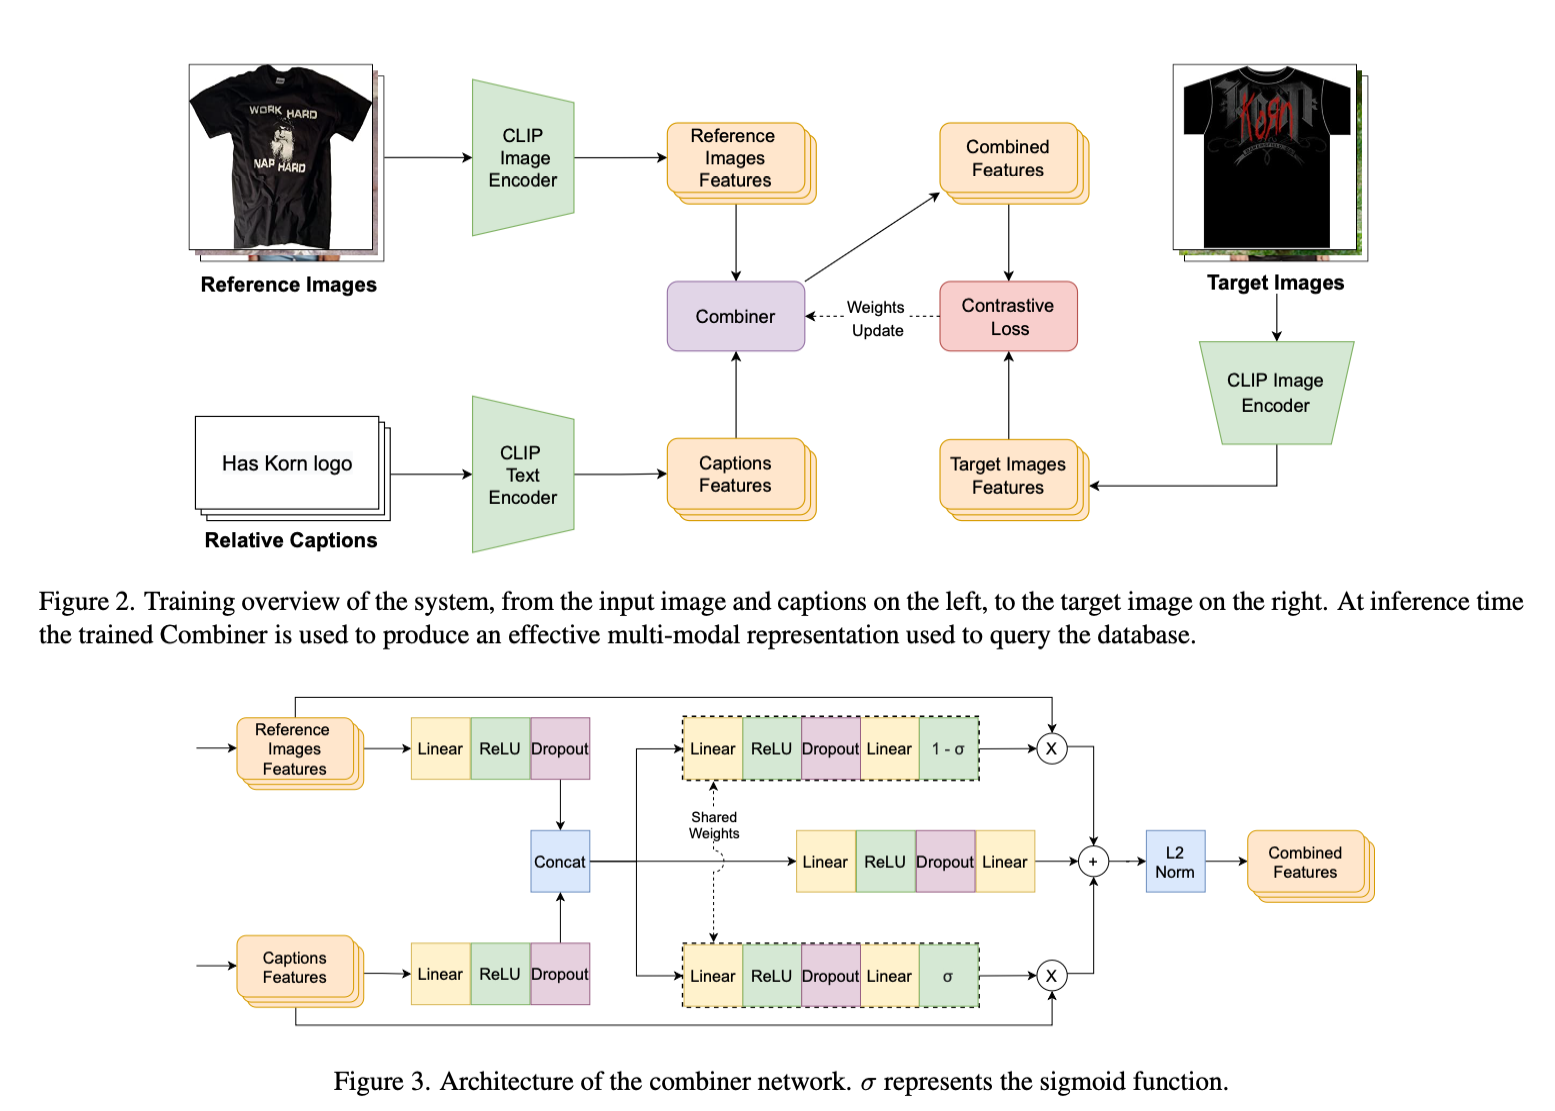 WORK HARD
NAP HARD
Reference Images
CLIP
Image
Encoder
Reference
Images
Features
Combined
Features
Korn
Target Images
Combiner
Weights
Update
Contrastive
Loss
CLIP Image
Encoder
Has Korn logo
Relative Captions
CLIP
Text
Encoder
Captions
Features
Target Images
Features
Figure 2. Training overview of the system, from the input image and captions on the left, to the target image on the right. At inference time
the trained Combiner is used to produce an effective multi-modal representation used to query the database.
Reference
Images
Features
Linear ReLU Dropout
Linear ReLU Dropout Linear 1 - σ
X
Shared
Weights
Concat
Linear ReLU Dropout Linear
+
L2
Norm
Combined
Features
Captions
Features
Linear ReLU Dropout
Linear ReLU Dropout Linear σ
X
Figure 3. Architecture of the combiner network. σ represents the sigmoid function.